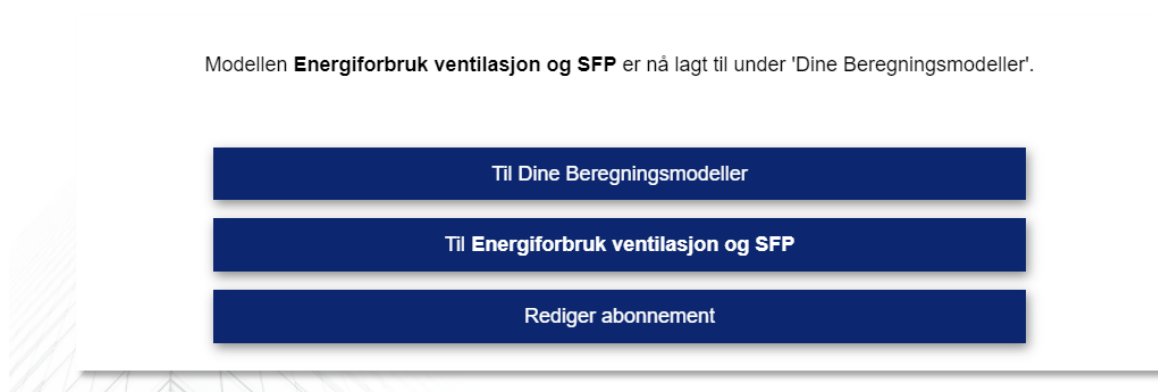 Modellen Energiforbruk ventilasjon og SFP er nå lagt til under 'Dine Beregningsmodeller'.
Til Dine Beregningsmodeller
Til Energiforbruk ventilasjon og SFP
Rediger abonnement